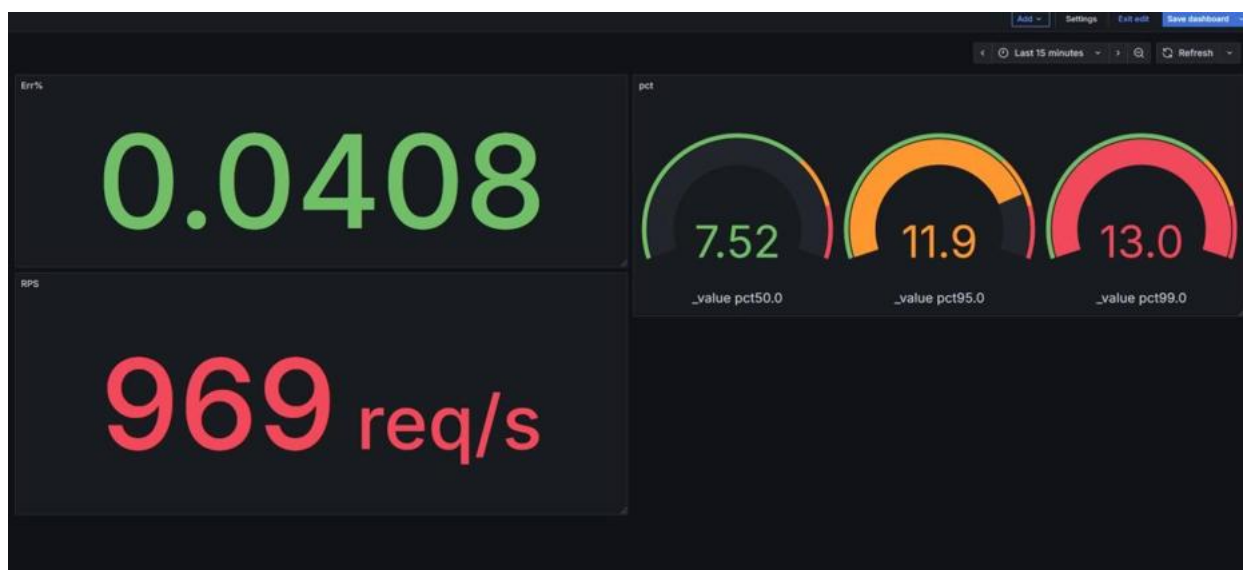 Add Settings Exit edit Save dashboard
Last 15 minutes Refresh
Err%
0.0408
RPS
969 req/s
pct
7.52 11.9 13.0
_value pct50.0 _value pct95.0 _value pct99.0